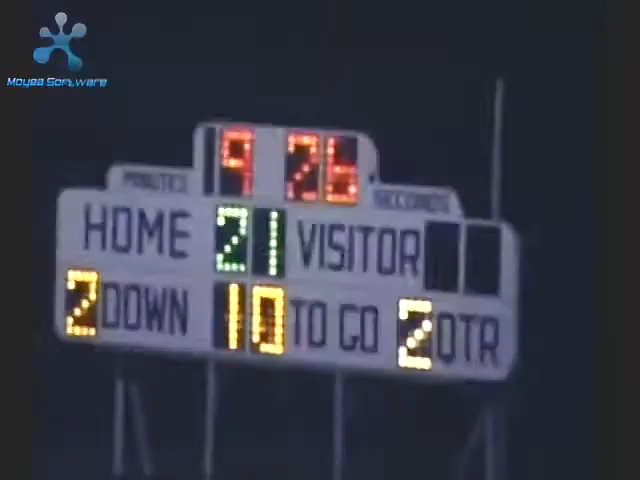 Moyea Software
9 26
MINUTES SECONDS
HOME 21 VISITOR
2 DOWN 10 TO GO 2 QTR